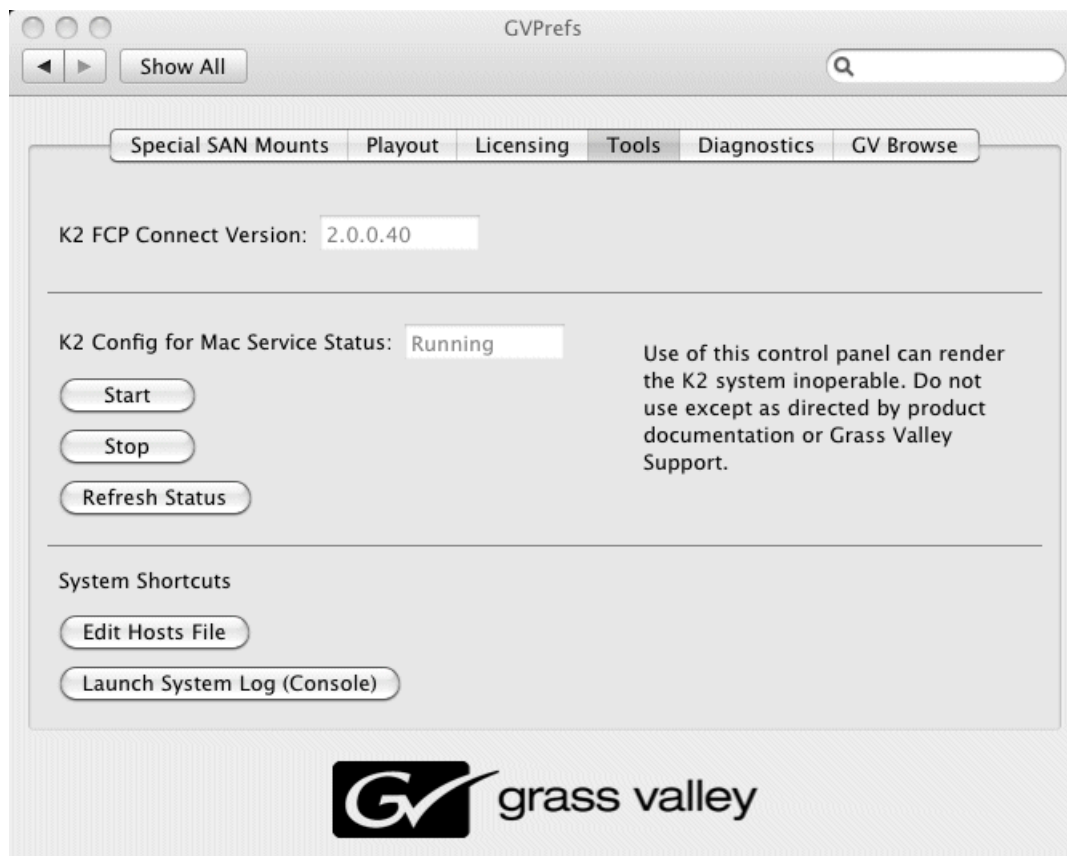 GVPrefs
Show All
Special SAN Mounts Playout Licensing Tools Diagnostics GV Browse
K2 FCP Connect Version: 2.0.0.40
K2 Config for Mac Service Status: Running
Start
Stop
Refresh Status
Use of this control panel can render
the K2 system inoperable. Do not
use except as directed by product
documentation or Grass Valley
Support.
System Shortcuts
Edit Hosts File
Launch System Log (Console)
GV grass valley